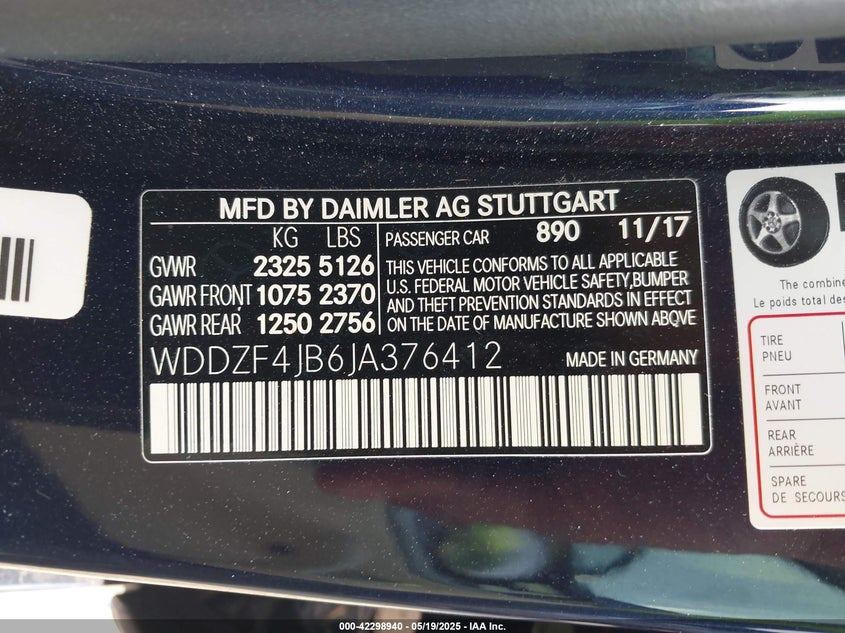 MFD BY DAIMLER AG STUTTGART
KG LBS
GVWR 2325 5126
GAWR FRONT 1075 2370
GAWR REAR 1250 2756
PASSENGER CAR 890 11/17
THIS VEHICLE CONFORMS TO ALL APPLICABLE
U.S. FEDERAL MOTOR VEHICLE SAFETY,BUMPER
AND THEFT PREVENTION STANDARDS IN EFFECT
ON THE DATE OF MANUFACTURE SHOWN ABOVE
WDDZF4JB6JA376412 MADE IN GERMANY
The combine
Le poids total des
TIRE
PNEU
FRONT
AVANT
REAR
ARRIÈRE
SPARE
DE SECOURS
000-42298940 - 05/19/2025 - IAA Inc.